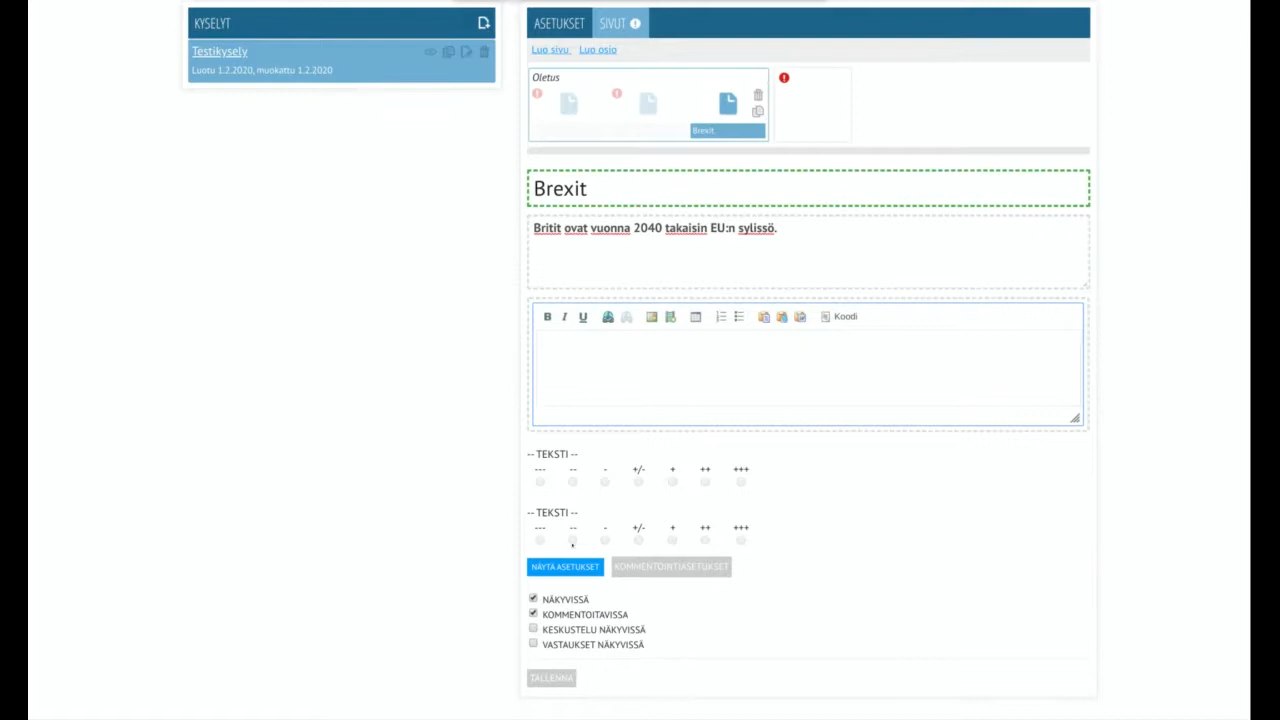 KYSELYT
Testikysely
Luotu 1.2.2020, muokattu 1.2.2020
ASETUKSET SIVUT
Luo sivu Luo osio
Oletus
Brexit
Brexit
Britit ovat vuonna 2040 takaisin EU:n sylissö.
B I U Koodi
-- TEKSTI --
--- -- - +/- + ++ +++
-- TEKSTI --
--- -- - +/- + ++ +++
NÄYTÄ ASETUKSET KOMMENTOINTIASETUKSET
NÄKYVISSÄ
KOMMENTOITAVISSA
KESKUSTELU NÄKYVISSÄ
VASTAUKSET NÄKYVISSÄ
TALLENNA